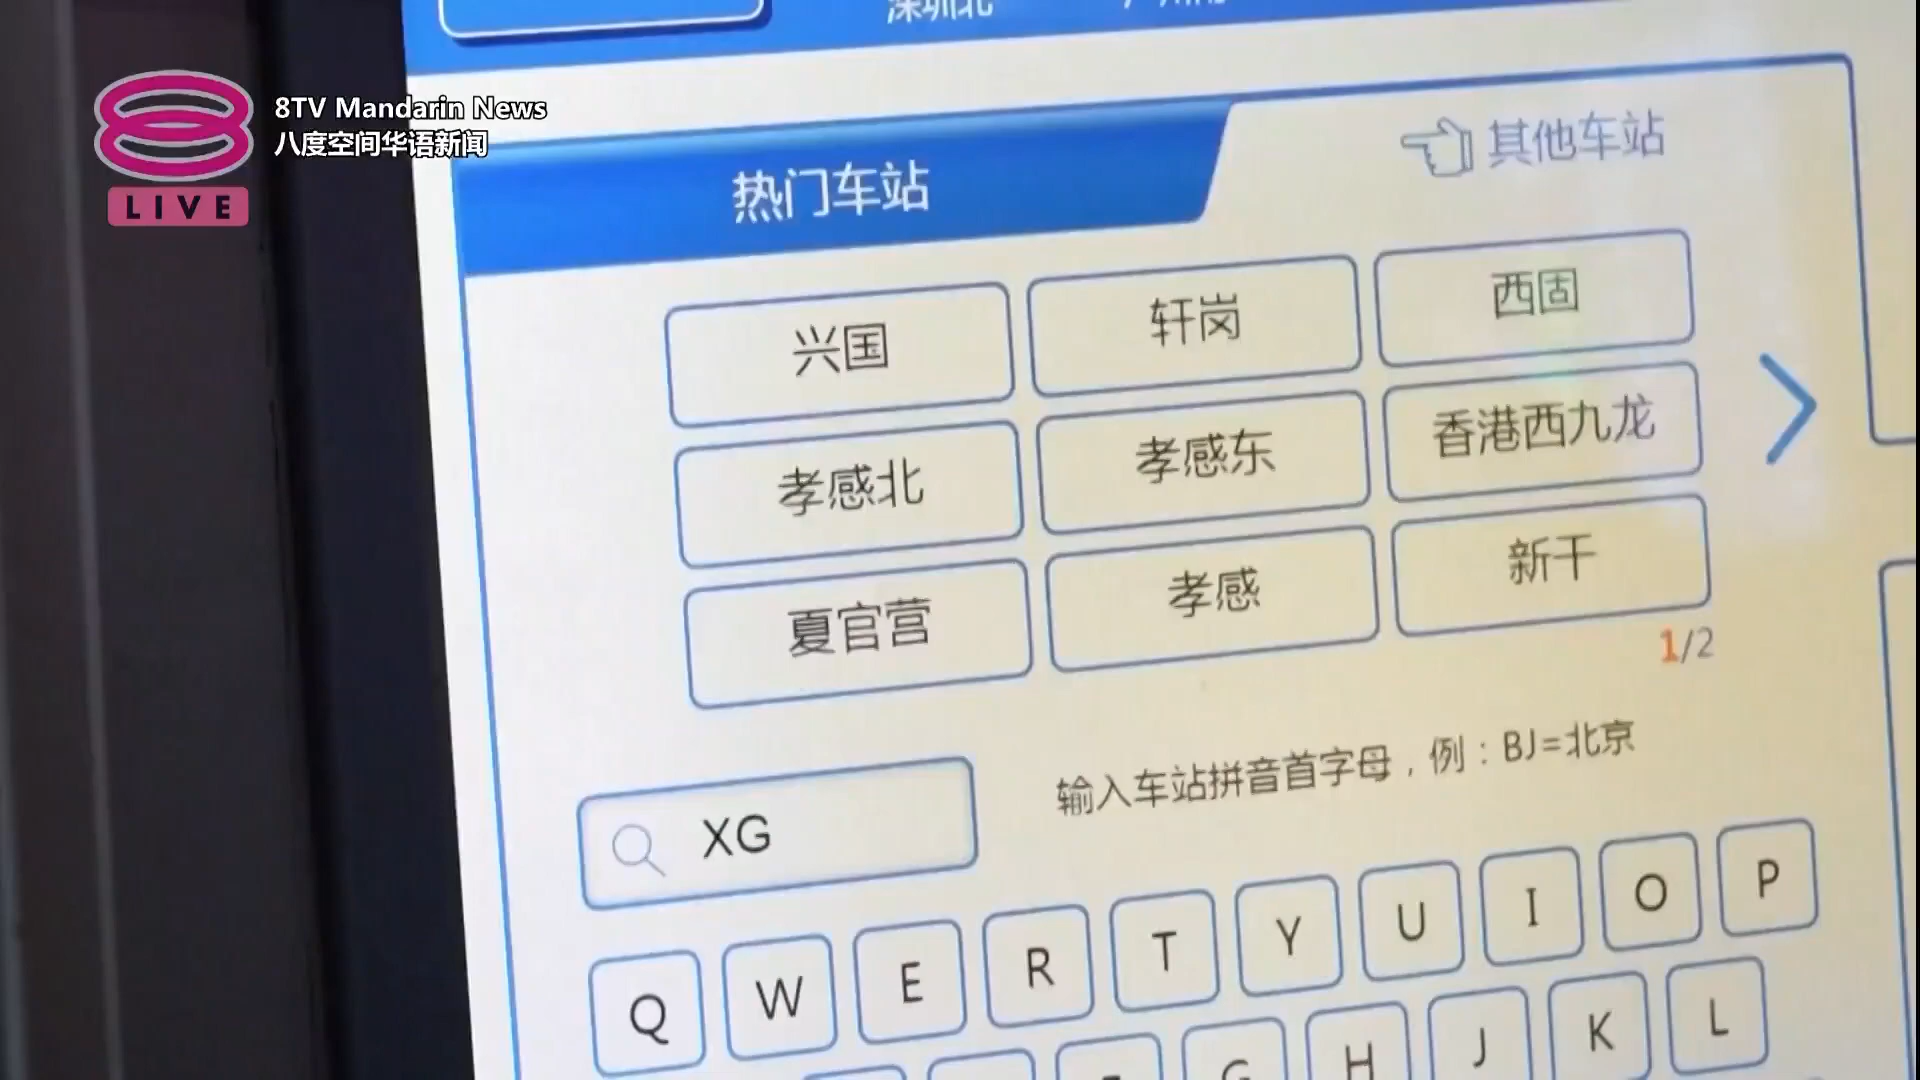 深圳北
8TV Mandarin News
八度空间华语新闻
LIVE
热门车站
其他车站
兴国
轩岗
西固
孝感北
孝感东
香港西九龙
夏官营
孝感
新干
1/2
XG
输入车站拼音首字母，例：BJ=北京
Q W E R T Y U I O P
G H J K L